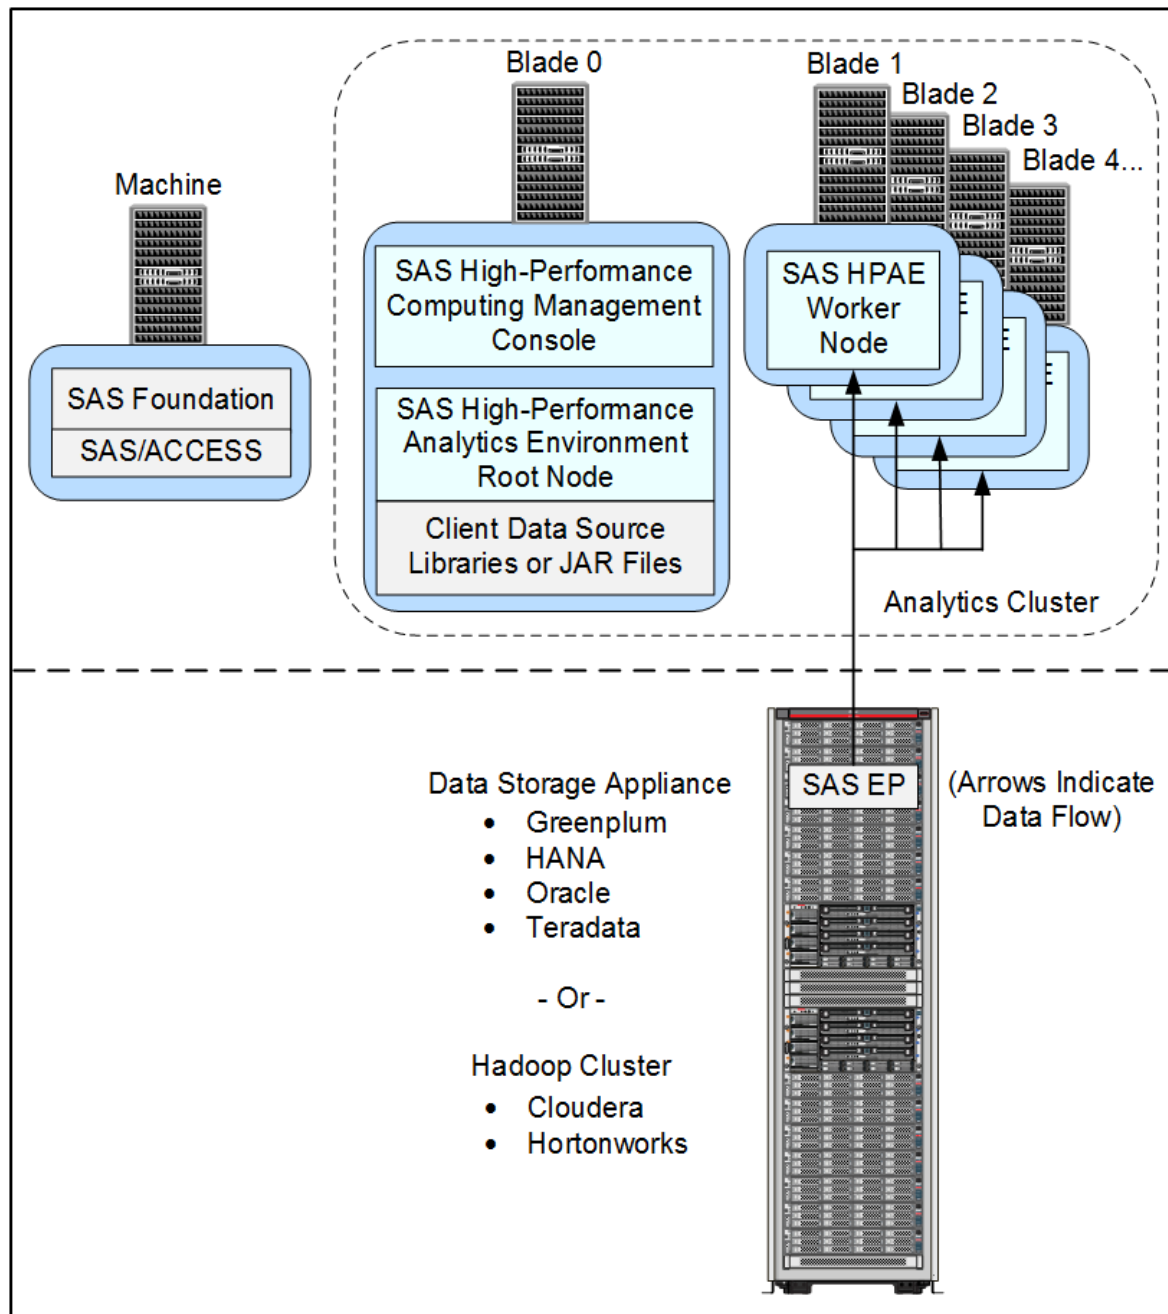 Blade 0
Blade 1
Blade 2
Blade 3
Blade 4...
Machine
SAS High-Performance
Computing Management
Console
SAS HPAE
Worker
Node
E
E
E
SAS Foundation
SAS/ACCESS
SAS High-Performance
Analytics Environment
Root Node
Client Data Source
Libraries or JAR Files
Analytics Cluster
Data Storage Appliance
• Greenplum
• HANA
• Oracle
• Teradata
- Or -
Hadoop Cluster
• Cloudera
• Hortonworks
SAS EP
(Arrows Indicate
Data Flow)